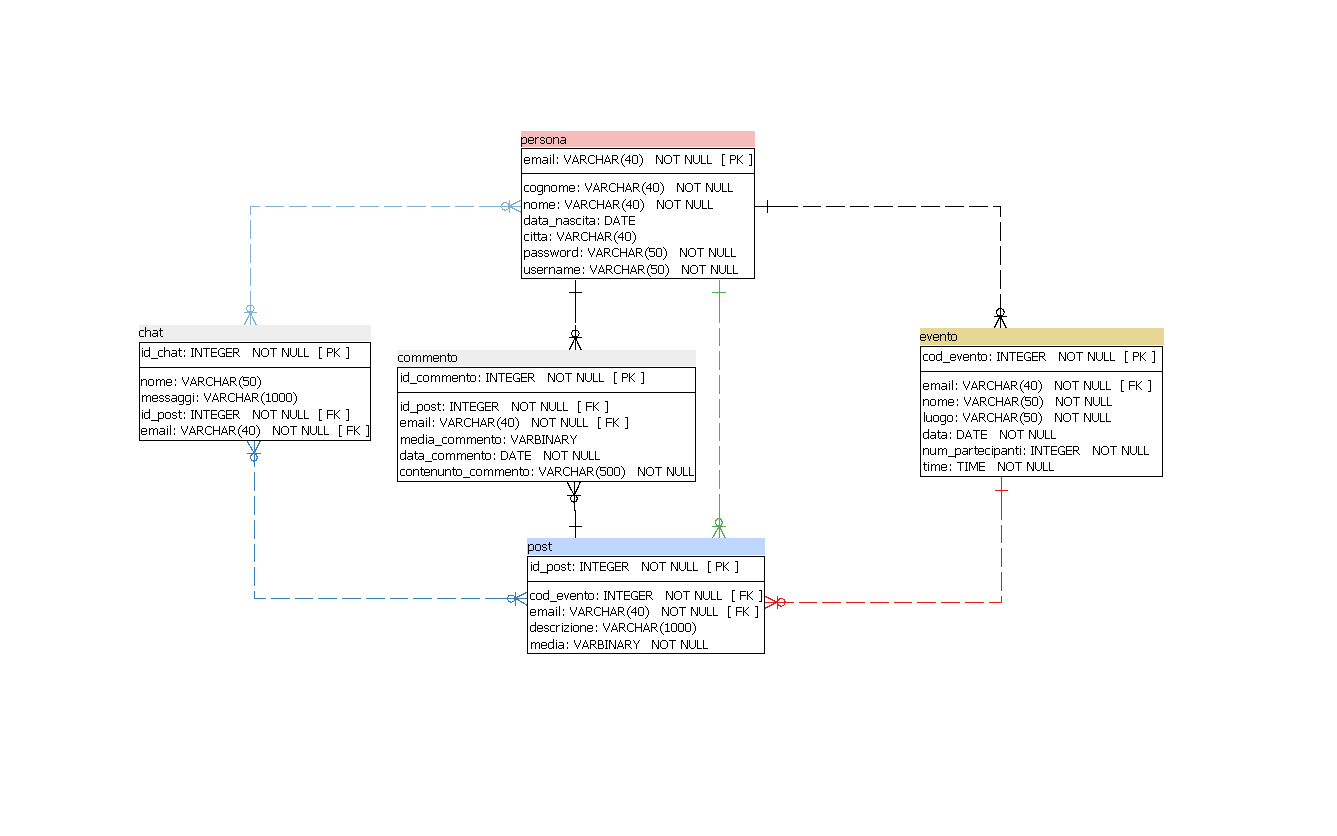 persona
email: VARCHAR(40)   NOT NULL  [ PK ]
cognome: VARCHAR(40)   NOT NULL
nome: VARCHAR(40)   NOT NULL
data_nascita: DATE
citta: VARCHAR(40)
password: VARCHAR(50)   NOT NULL
username: VARCHAR(50)   NOT NULL
chat
id_chat: INTEGER   NOT NULL  [ PK ]
nome: VARCHAR(50)
messaggi: VARCHAR(1000)
id_post: INTEGER   NOT NULL  [ FK ]
email: VARCHAR(40)   NOT NULL  [ FK ]
commento
id_commento: INTEGER   NOT NULL  [ PK ]
id_post: INTEGER   NOT NULL  [ FK ]
email: VARCHAR(40)   NOT NULL  [ FK ]
media_commento: VARBINARY
data_commento: DATE   NOT NULL
contenunto_commento: VARCHAR(500)   NOT NULL
evento
cod_evento: INTEGER   NOT NULL  [ PK ]
email: VARCHAR(40)   NOT NULL  [ FK ]
nome: VARCHAR(50)   NOT NULL
luogo: VARCHAR(50)   NOT NULL
data: DATE   NOT NULL
num_partecipanti: INTEGER   NOT NULL
time: TIME   NOT NULL
post
id_post: INTEGER   NOT NULL  [ PK ]
cod_evento: INTEGER   NOT NULL  [ FK ]
email: VARCHAR(40)   NOT NULL  [ FK ]
descrizione: VARCHAR(1000)
media: VARBINARY   NOT NULL